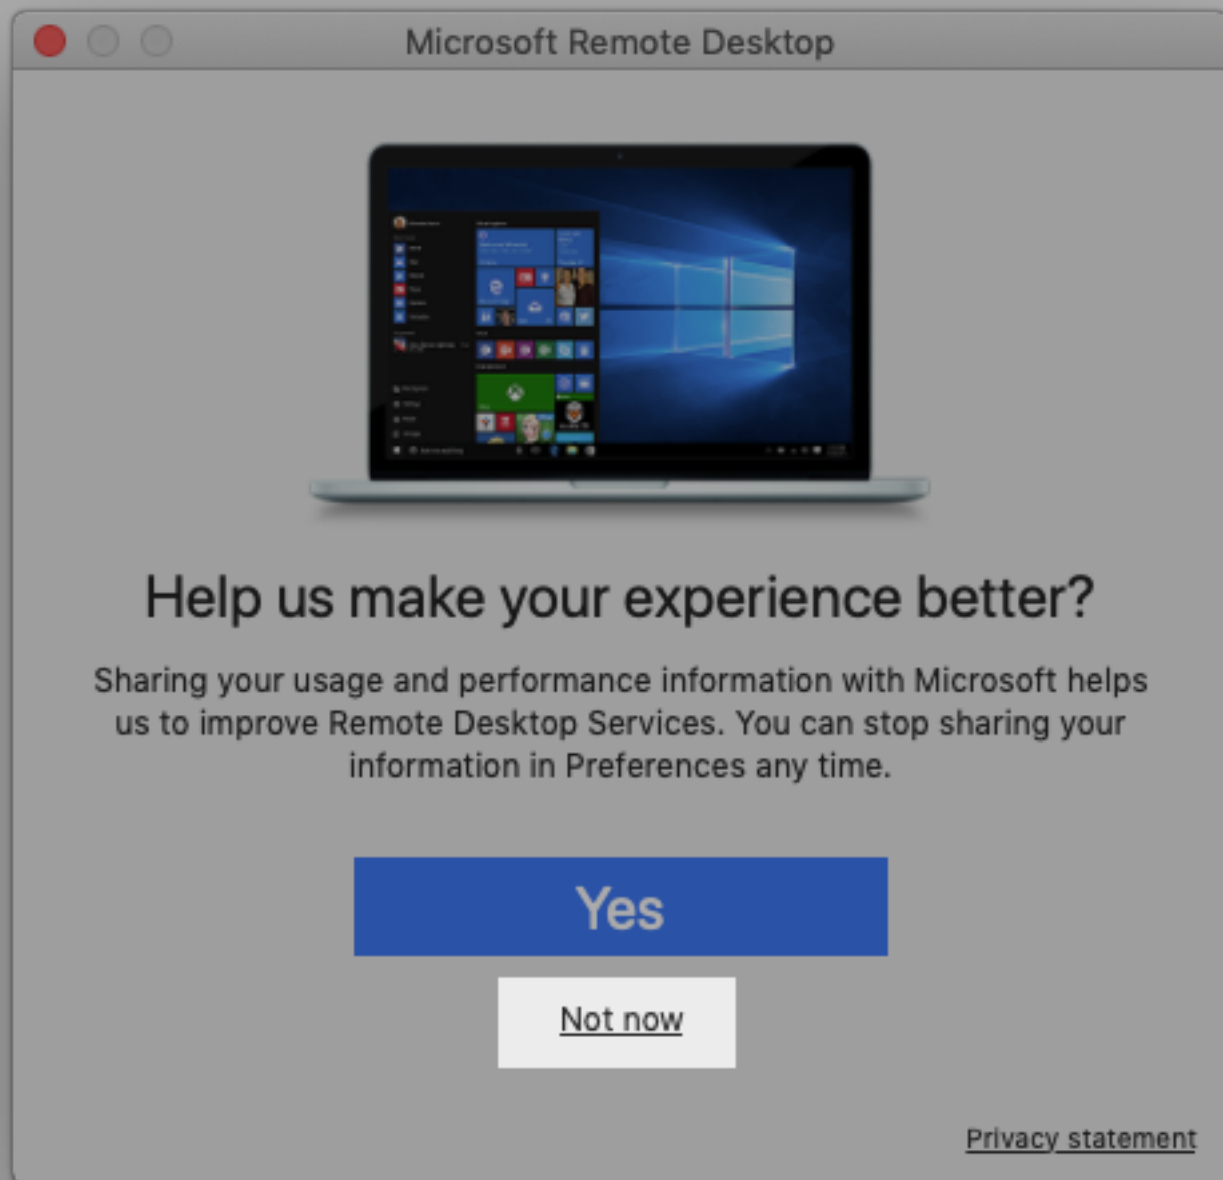 Microsoft Remote Desktop
Help us make your experience better?
Sharing your usage and performance information with Microsoft helps
us to improve Remote Desktop Services. You can stop sharing your
information in Preferences any time.
Yes
Not now
Privacy statement